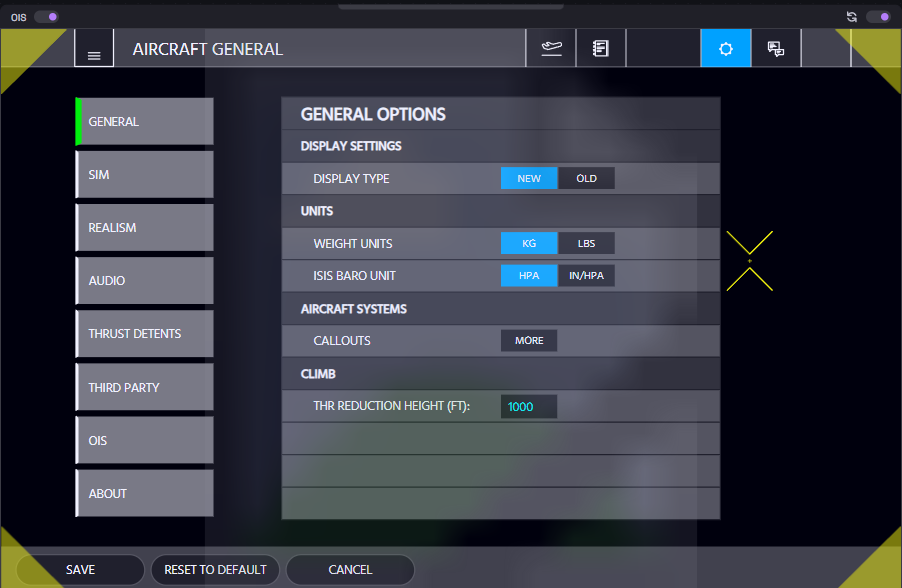 OIS
AIRCRAFT GENERAL
GENERAL
SIM
REALISM
AUDIO
THRUST DETENTS
THIRD PARTY
OIS
ABOUT
GENERAL OPTIONS
DISPLAY SETTINGS
DISPLAY TYPE NEW OLD
UNITS
WEIGHT UNITS KG LBS
ISIS BARO UNIT HPA IN/HPA
AIRCRAFT SYSTEMS
CALLOUTS MORE
CLIMB
THR REDUCTION HEIGHT (FT): 1000
SAVE RESET TO DEFAULT CANCEL